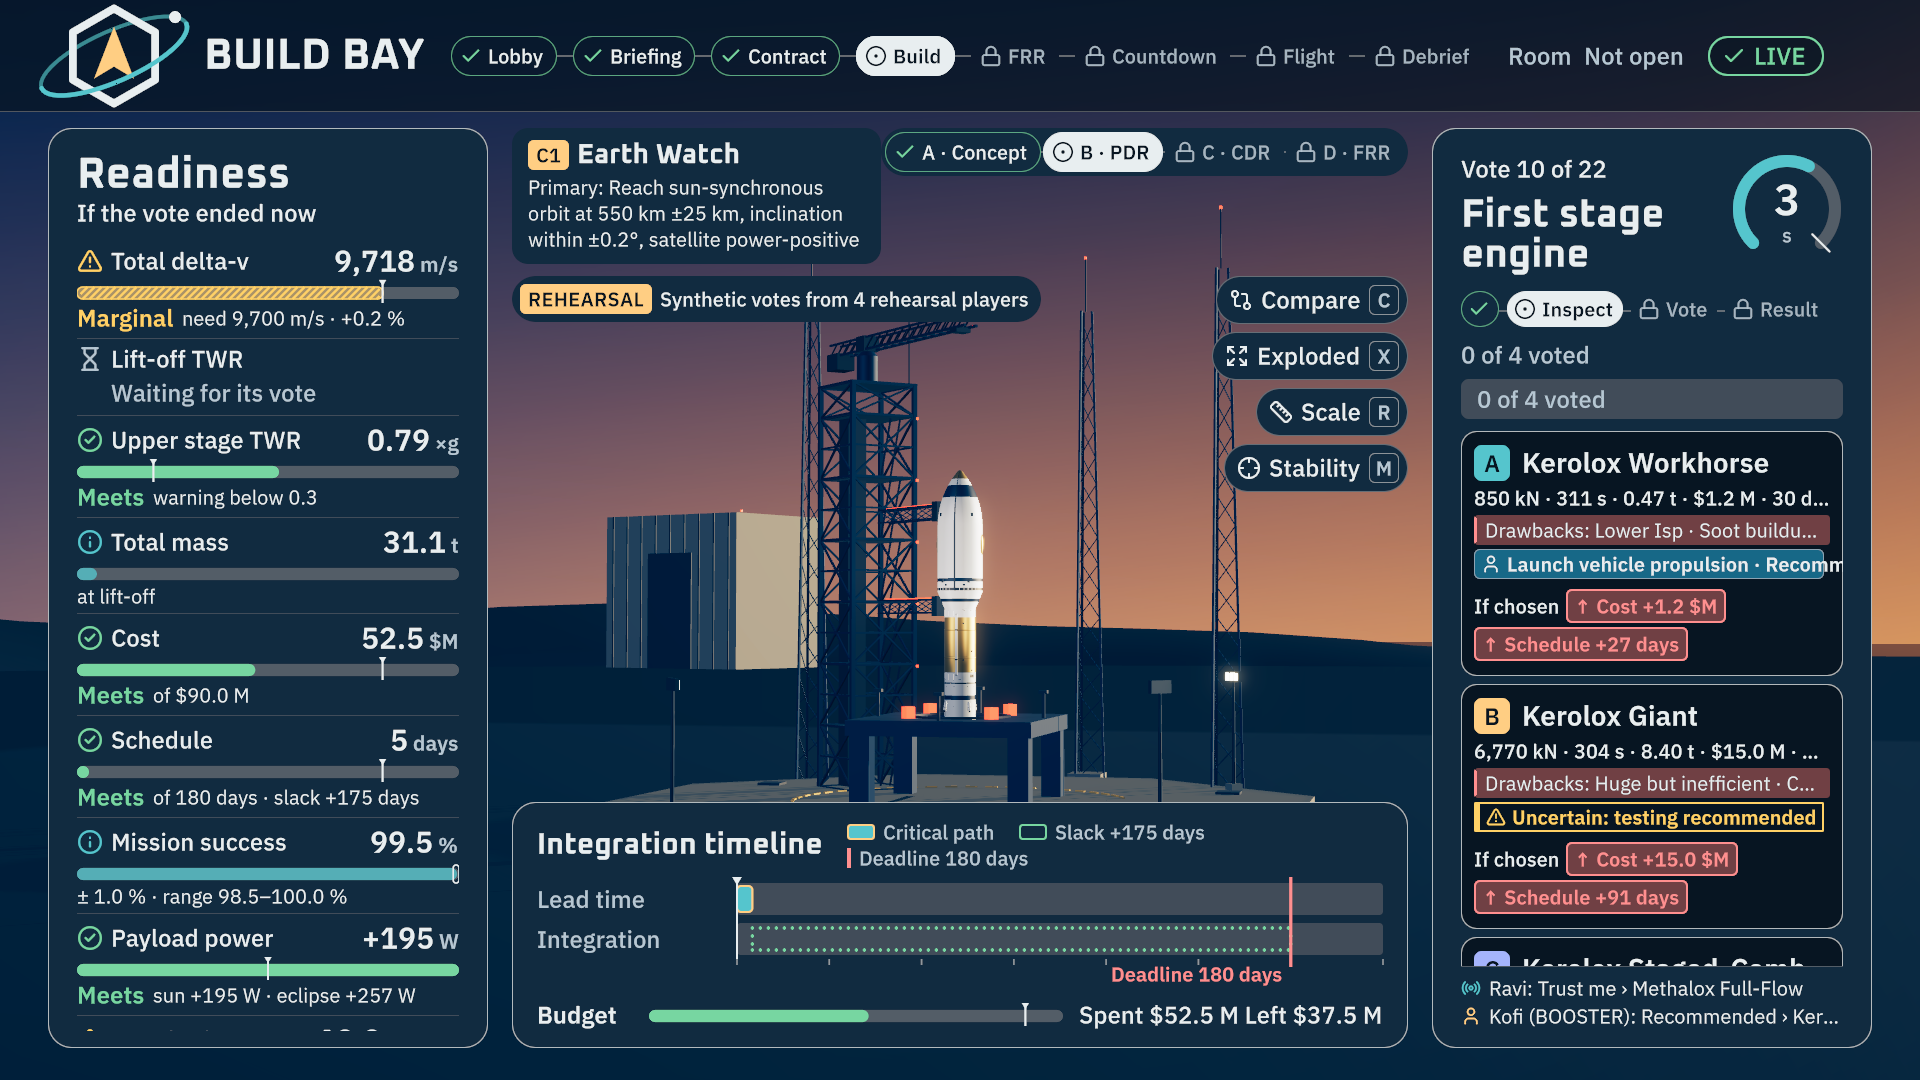 BUILD BAY
Lobby
Briefing
Contract
Build
FRR
Countdown
Flight
Debrief
Room Not open
LIVE
Readiness
If the vote ended now
Total delta-v 9,718 m/s
Marginal need 9,700 m/s · +0.2 %
Lift-off TWR
Waiting for its vote
Upper stage TWR 0.79 ×g
Meets warning below 0.3
Total mass 31.1 t
at lift-off
Cost 52.5 $M
Meets of $90.0 M
Schedule 5 days
Meets of 180 days · slack +175 days
Mission success 99.5 %
± 1.0 % · range 98.5–100.0 %
Payload power +195 W
Meets sun +195 W · eclipse +257 W
C1 Earth Watch
Primary: Reach sun-synchronous
orbit at 550 km ±25 km, inclination
within ±0.2°, satellite power-positive
A · Concept
B · PDR
C · CDR
D · FRR
REHEARSAL Synthetic votes from 4 rehearsal players
Compare C
Exploded X
Scale R
Stability M
Integration timeline
Critical path
Slack +175 days
Deadline 180 days
Lead time
Integration
Deadline 180 days
Budget
Spent $52.5 M Left $37.5 M
Vote 10 of 22
First stage
engine
3
s
Inspect
Vote
Result
0 of 4 voted
0 of 4 voted
A Kerolox Workhorse
850 kN · 311 s · 0.47 t · $1.2 M · 30 d...
Drawbacks: Lower Isp · Soot buildu...
Launch vehicle propulsion · Recomm
If chosen ↑ Cost +1.2 $M
↑ Schedule +27 days
B Kerolox Giant
6,770 kN · 304 s · 8.40 t · $15.0 M · ...
Drawbacks: Huge but inefficient · C...
Uncertain: testing recommended
If chosen ↑ Cost +15.0 $M
↑ Schedule +91 days
Ravi: Trust me › Methalox Full-Flow
Kofi (BOOSTER): Recommended › Ker...